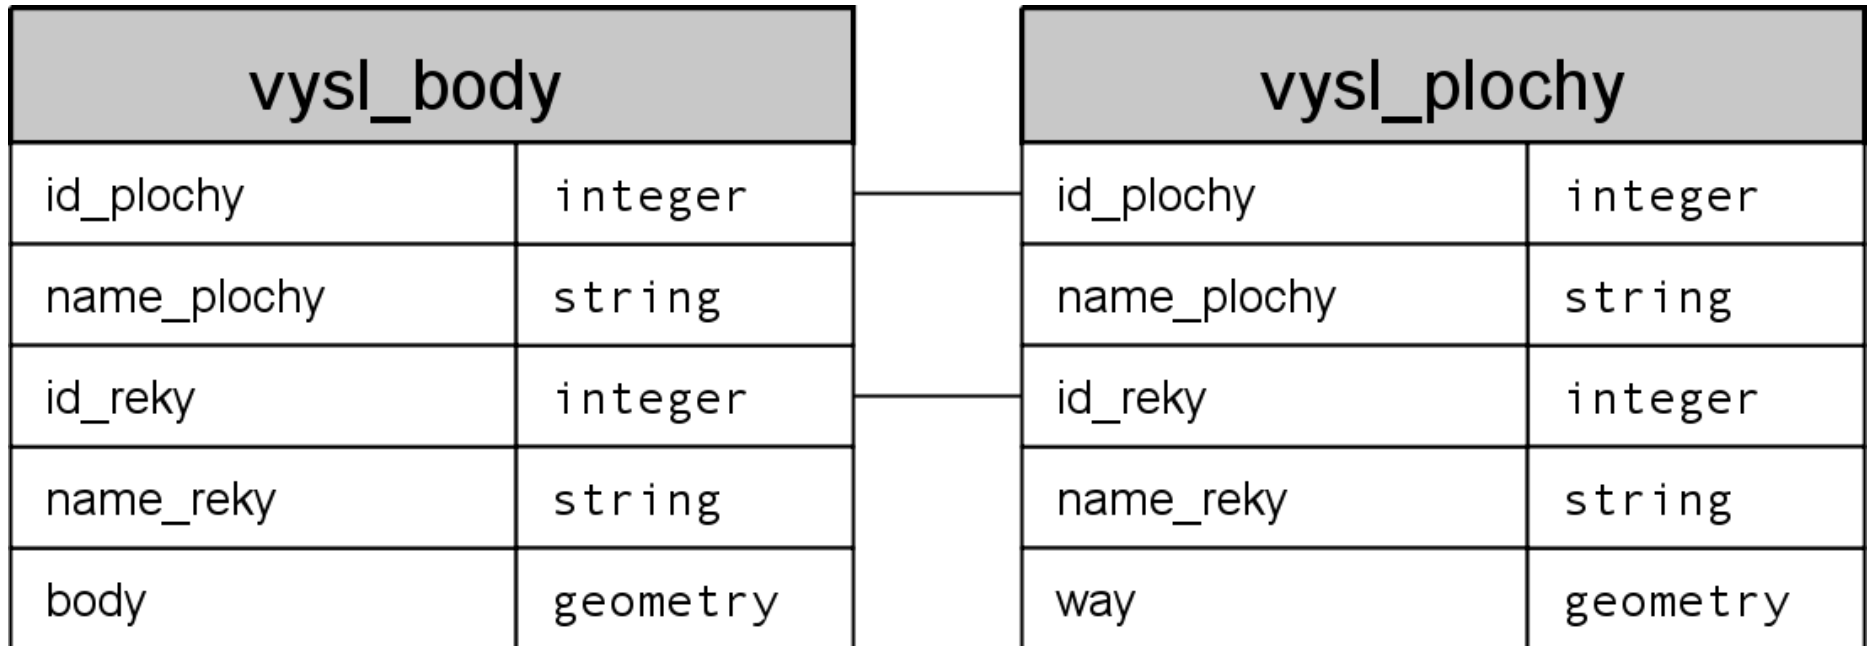 vysl_body
id_plochy integer
name_plochy string
id_reky integer
name_reky string
body geometry
vysl_plochy
id_plochy integer
name_plochy string
id_reky integer
name_reky string
way geometry